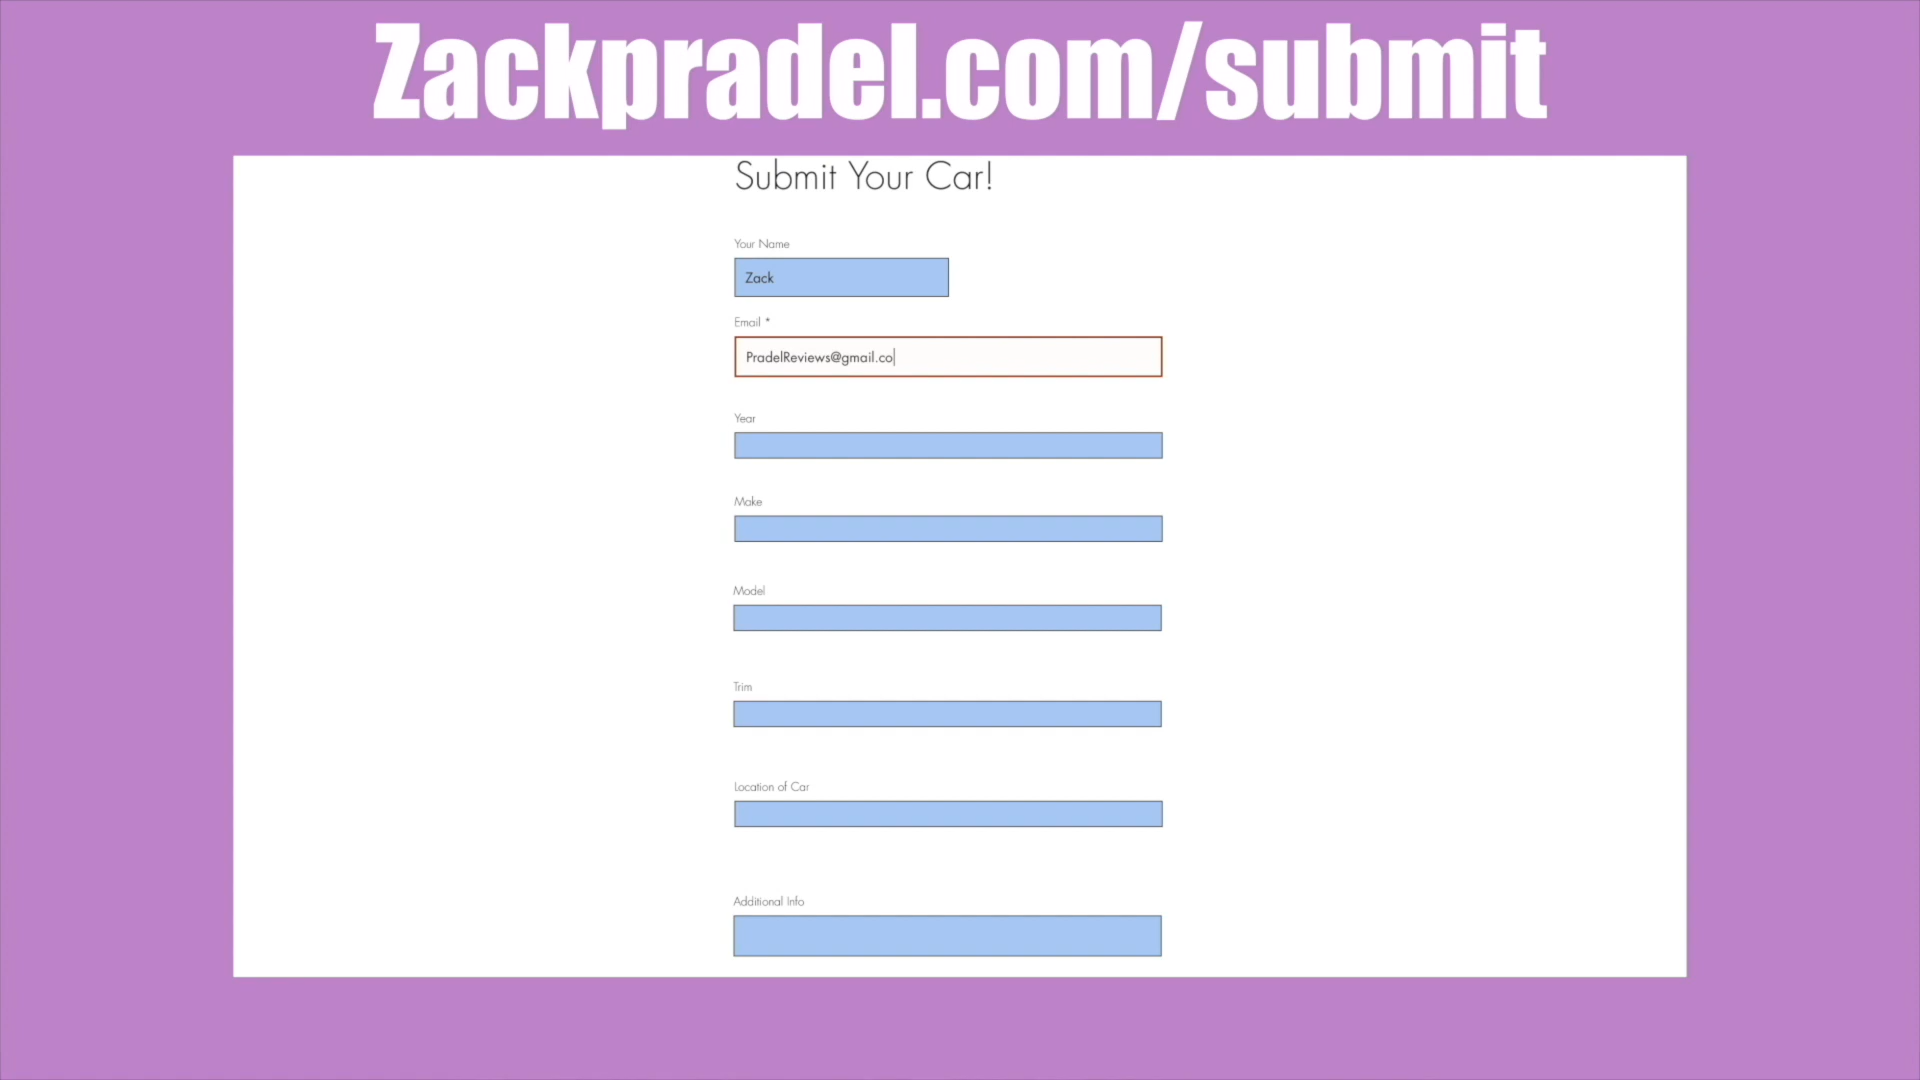 Zackpradel.com/submit
Submit Your Car!
Your Name
Zack
Email *
PradelReviews@gmail.co
Year
Make
Model
Trim
Location of Car
Additional Info